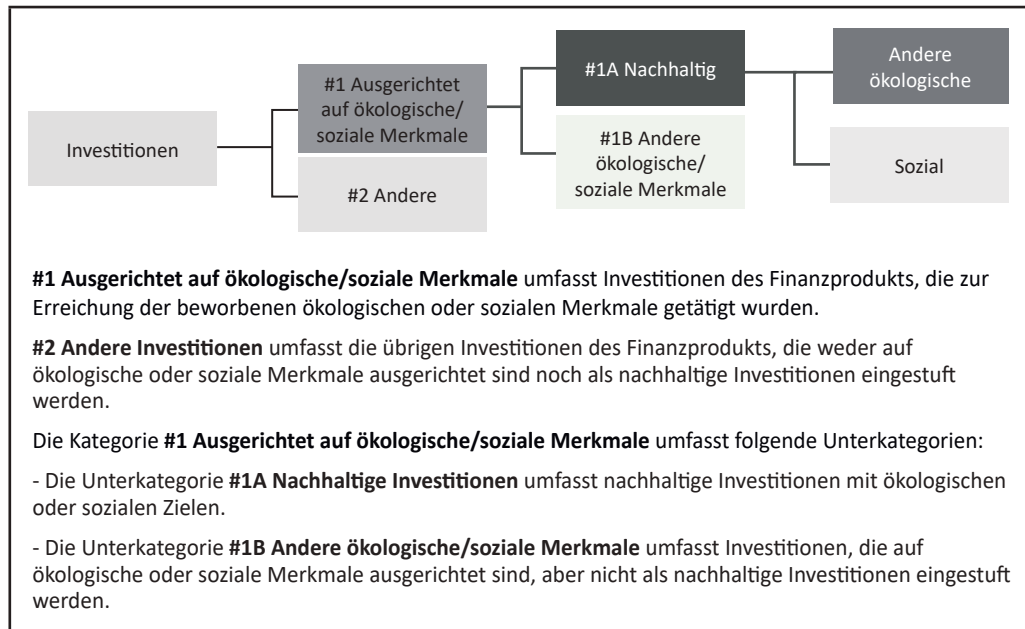 Investitionen
#1 Ausgerichtet
auf ökologische/
soziale Merkmale
#2 Andere
#1A Nachhaltig
#1B Andere
ökologische/
soziale Merkmale
Andere
ökologische
Sozial
#1 Ausgerichtet auf ökologische/soziale Merkmale umfasst Investitionen des Finanzprodukts, die zur
Erreichung der beworbenen ökologischen oder sozialen Merkmale getätigt wurden.
#2 Andere Investitionen umfasst die übrigen Investitionen des Finanzprodukts, die weder auf
ökologische oder soziale Merkmale ausgerichtet sind noch als nachhaltige Investitionen eingestuft
werden.
Die Kategorie #1 Ausgerichtet auf ökologische/soziale Merkmale umfasst folgende Unterkategorien:
- Die Unterkategorie #1A Nachhaltige Investitionen umfasst nachhaltige Investitionen mit ökologischen
oder sozialen Zielen.
- Die Unterkategorie #1B Andere ökologische/soziale Merkmale umfasst Investitionen, die auf
ökologische oder soziale Merkmale ausgerichtet sind, aber nicht als nachhaltige Investitionen eingestuft
werden.